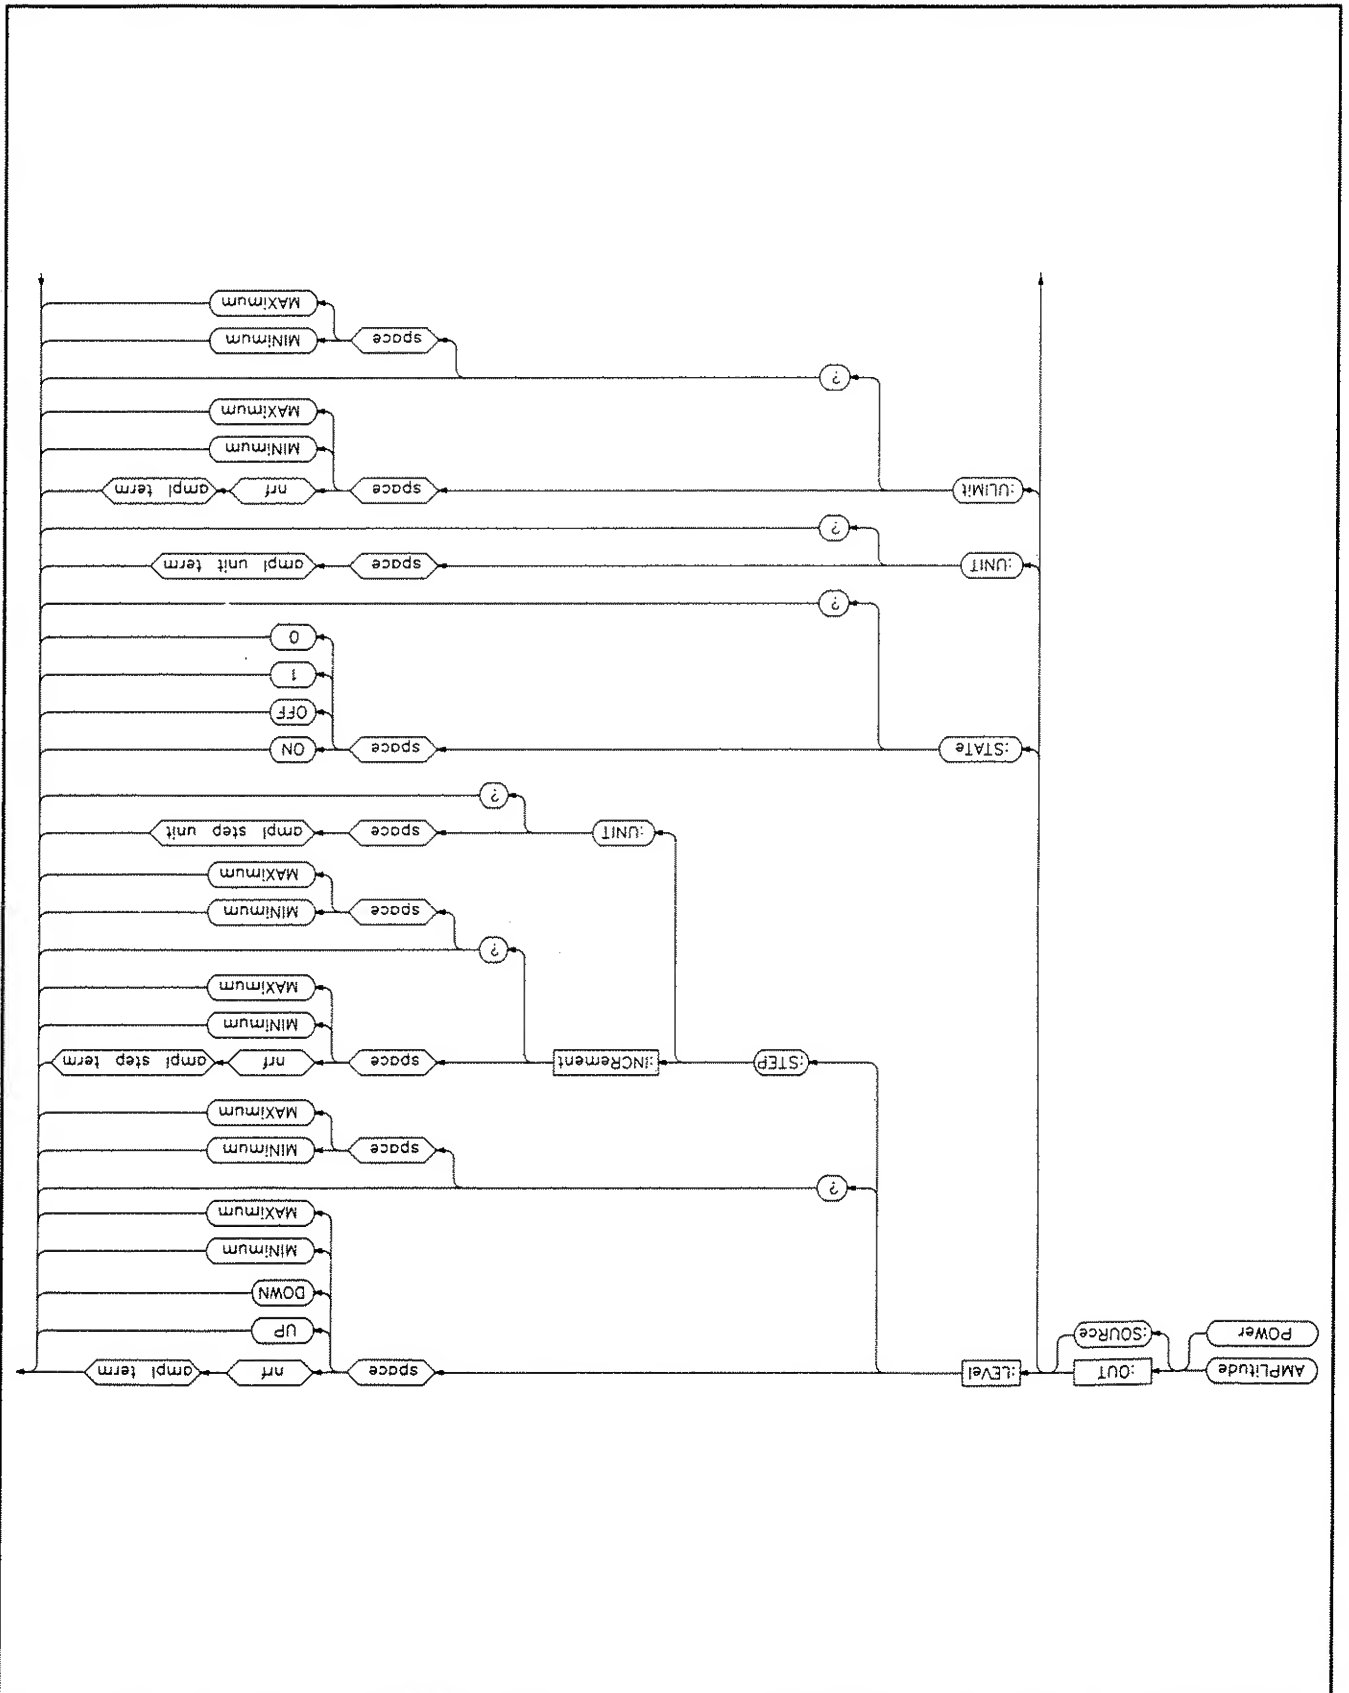 AMPLitude :OUT :LEVel space nrf ampl term
POWer :SOURce UP
DOWN
MINimum
MAXimum
?
space MINimum
MAXimum
:STEP :INCRement space nrf ampl step term
MINimum
MAXimum
?
space MINimum
MAXimum
:UNIT space ampl step unit
?
:STATe space ON
OFF
1
0
?
:UNIT space ampl unit term
?
:ULIMit space nrf ampl term
MINimum
MAXimum
?
space MINimum
MAXimum